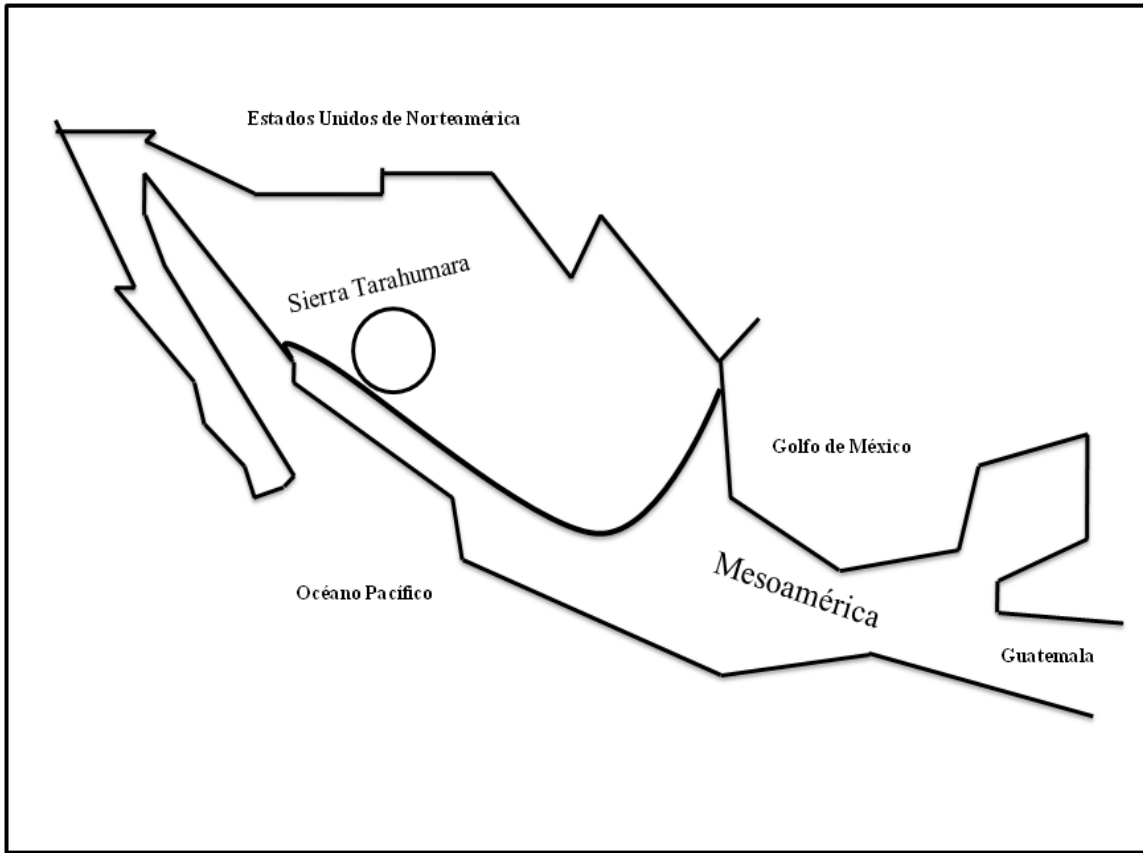 Estados Unidos de Norteamérica
Sierra Tarahumara
Golfo de México
Mesoamérica
Océano Pacífico
Guatemala